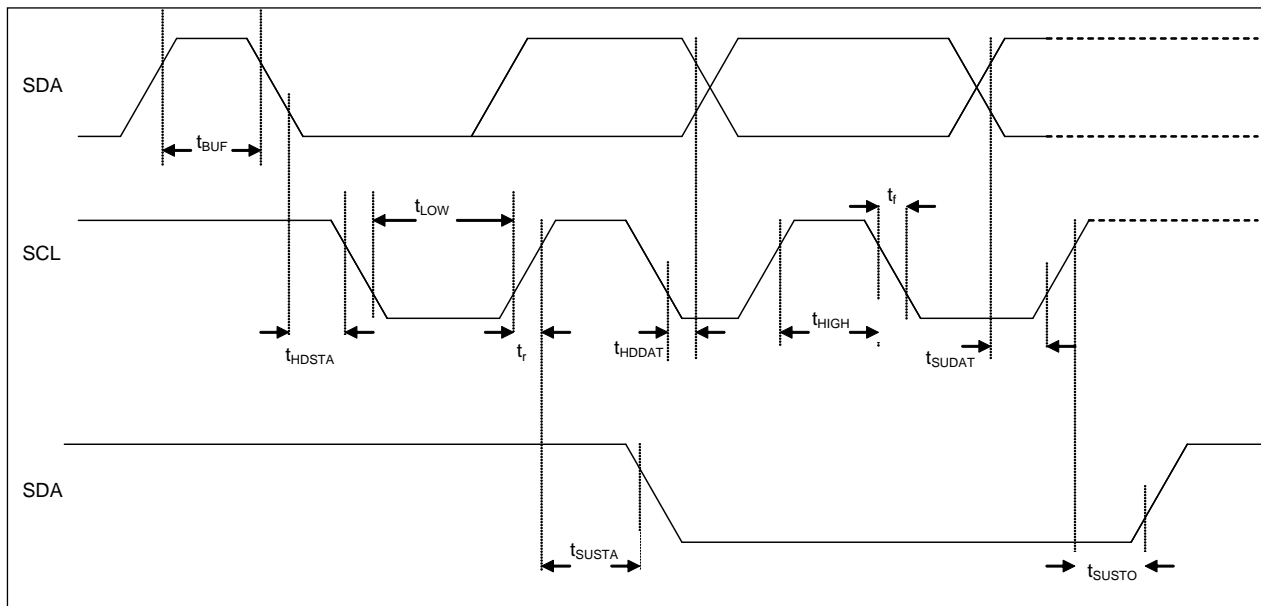 SDA
tBUF
tLOW
tf
SCL
tHDSTA
tr
tHDDAT
tHIGH
tSUDAT
SDA
tSUSTA
tSUSTO